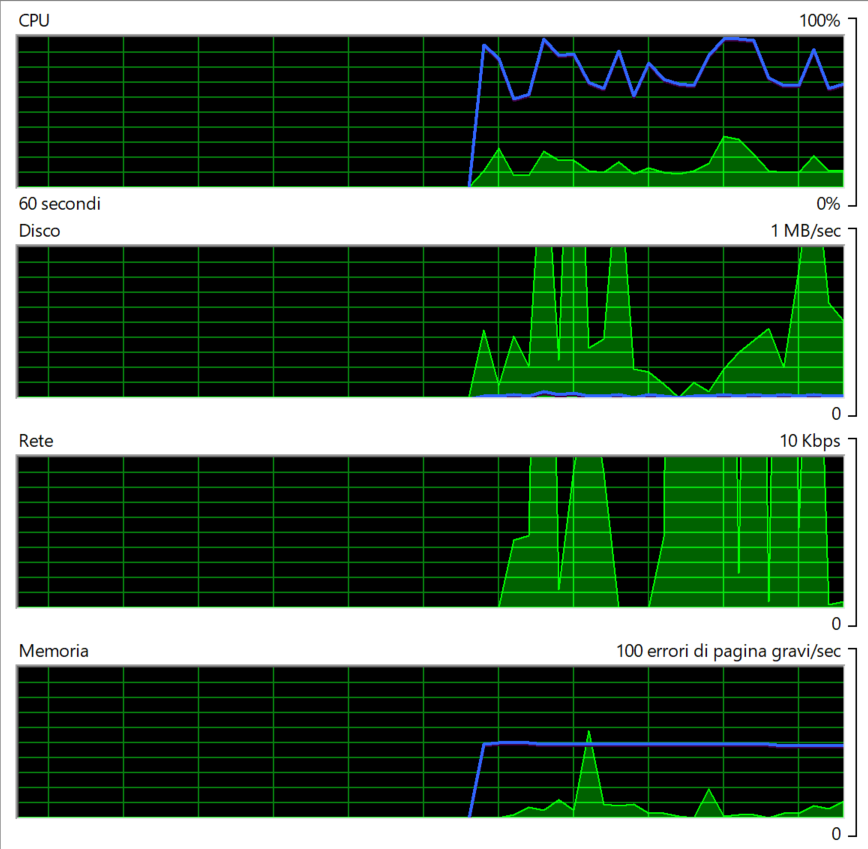 CPU 100%
60 secondi 0%
Disco 1 MB/sec
0
Rete 10 Kbps
0
Memoria 100 errori di pagina gravi/sec
0